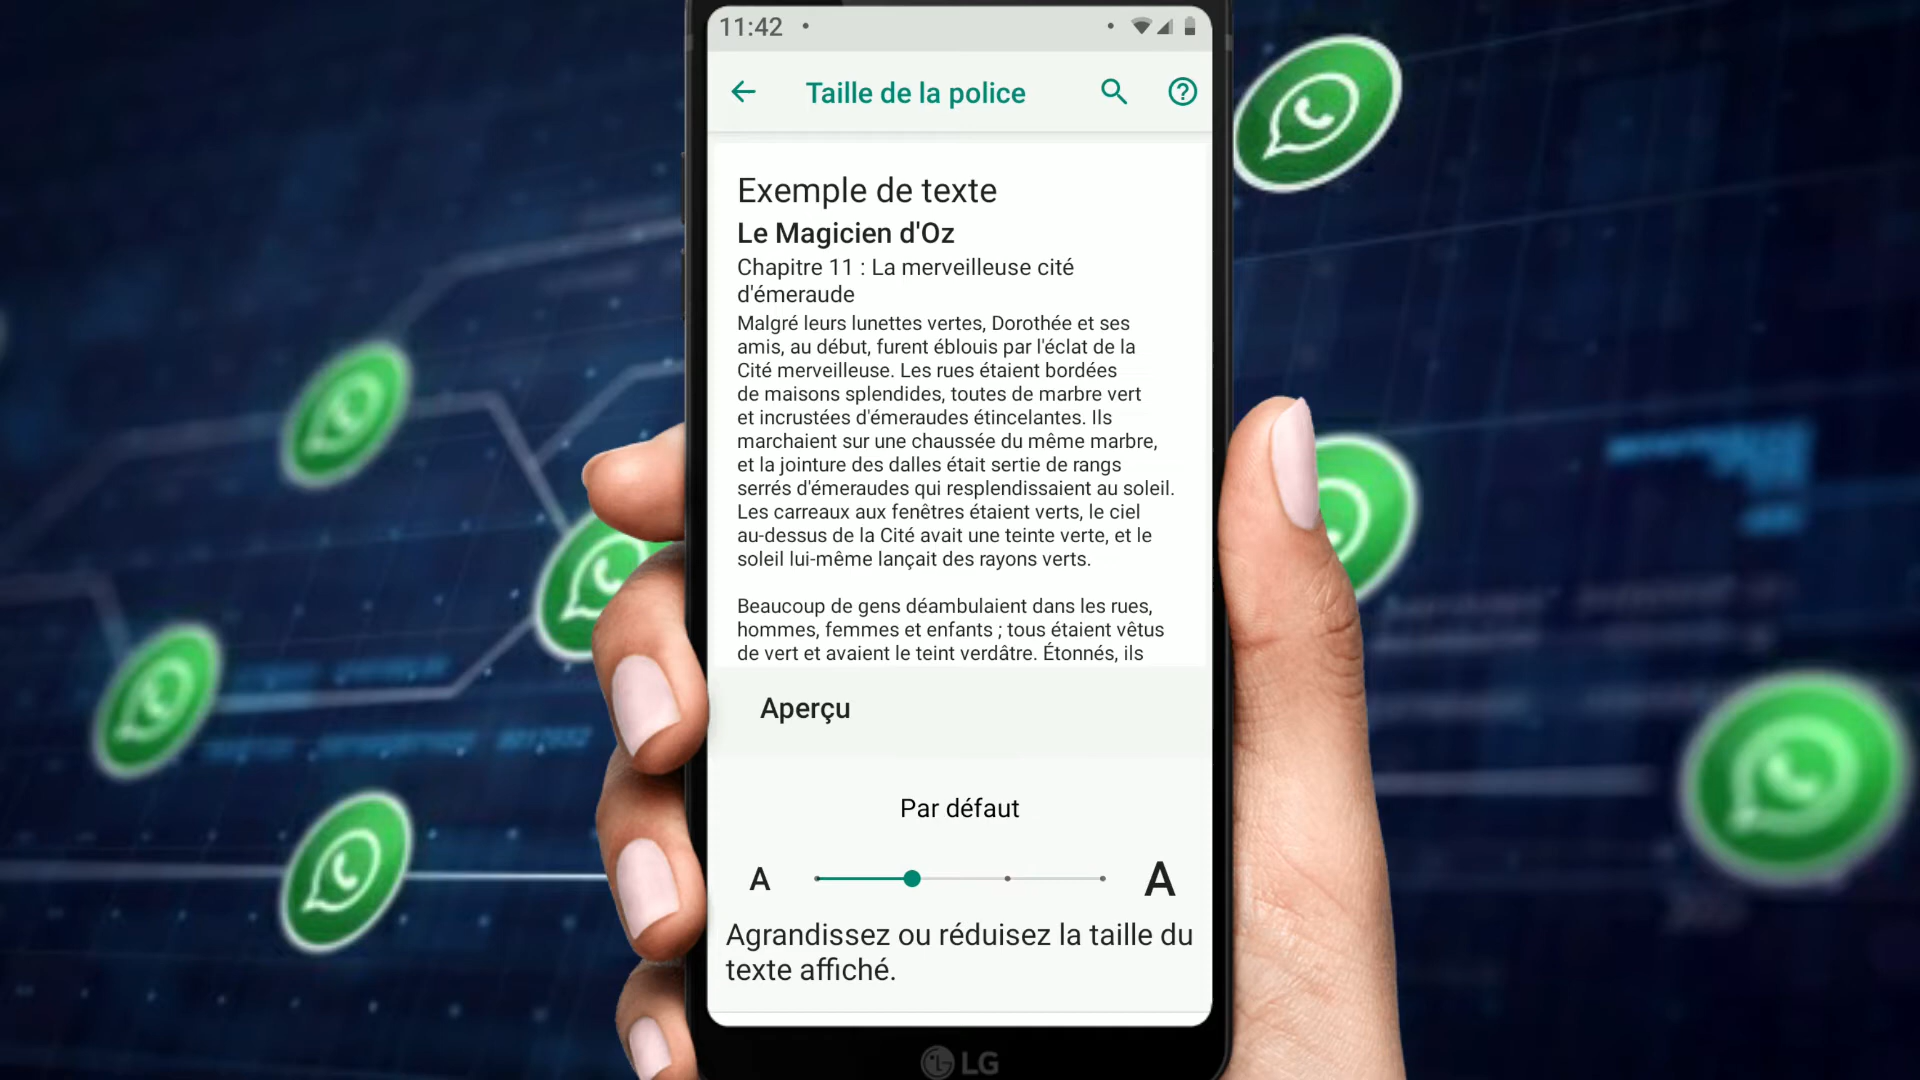 11:42
Taille de la police
Exemple de texte
Le Magicien d'Oz
Chapitre 11 : La merveilleuse cité
d'émeraude
Malgré leurs lunettes vertes, Dorothée et ses
amis, au début, furent éblouis par l'éclat de la
Cité merveilleuse. Les rues étaient bordées
de maisons splendides, toutes de marbre vert
et incrustées d'émeraudes étincelantes. Ils
marchaient sur une chaussée du même marbre,
et la jointure des dalles était sertie de rangs
serrés d'émeraudes qui resplendissaient au soleil.
Les carreaux aux fenêtres étaient verts, le ciel
au-dessus de la Cité avait une teinte verte, et le
soleil lui-même lançait des rayons verts.
Beaucoup de gens déambulaient dans les rues,
hommes, femmes et enfants ; tous étaient vêtus
de vert et avaient le teint verdâtre. Étonnés, ils
Aperçu
Par défaut
A A
Agrandissez ou réduisez la taille du
texte affiché.
LG